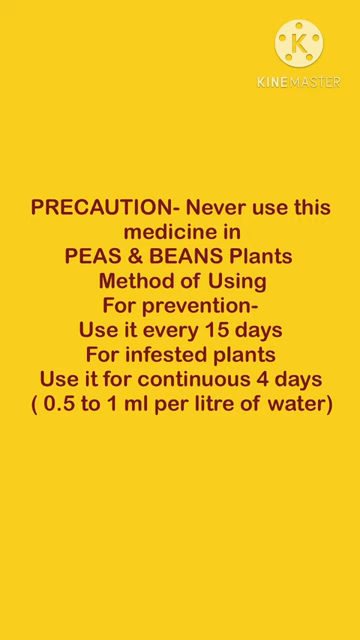 K
KINEMASTER
PRECAUTION- Never use this
medicine in
PEAS & BEANS Plants
Method of Using
For prevention-
Use it every 15 days
For infested plants
Use it for continuous 4 days
( 0.5 to 1 ml per litre of water)